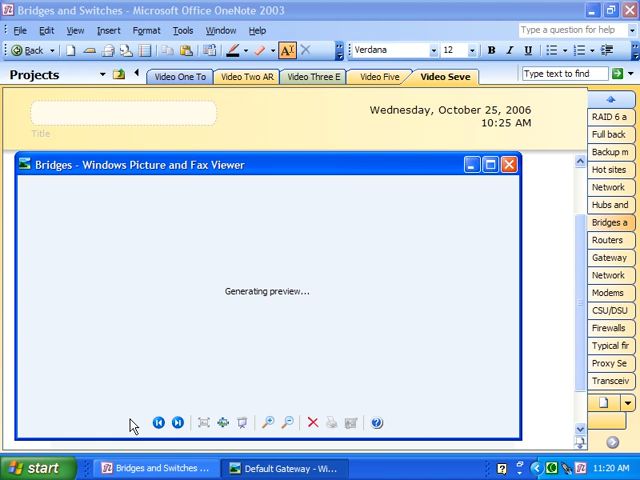 Bridges and Switches - Microsoft Office OneNote 2003
File Edit View Insert Format Tools Window Help Type a question for help
Back Verdana 12 B I U
Projects Video One To Video Two AR Video Three E Video Five Video Seve Type text to find
Wednesday, October 25, 2006
10:25 AM
Title
Bridges - Windows Picture and Fax Viewer
Generating preview...
RAID 6 a
Full back
Backup m
Hot sites
Network
Hubs and
Bridges a
Routers
Gateway
Network
Modems
CSU/DSU
Firewalls
Typical fir
Proxy Se
Transceiv
start Bridges and Switches ... Default Gateway - Wi... 11:20 AM